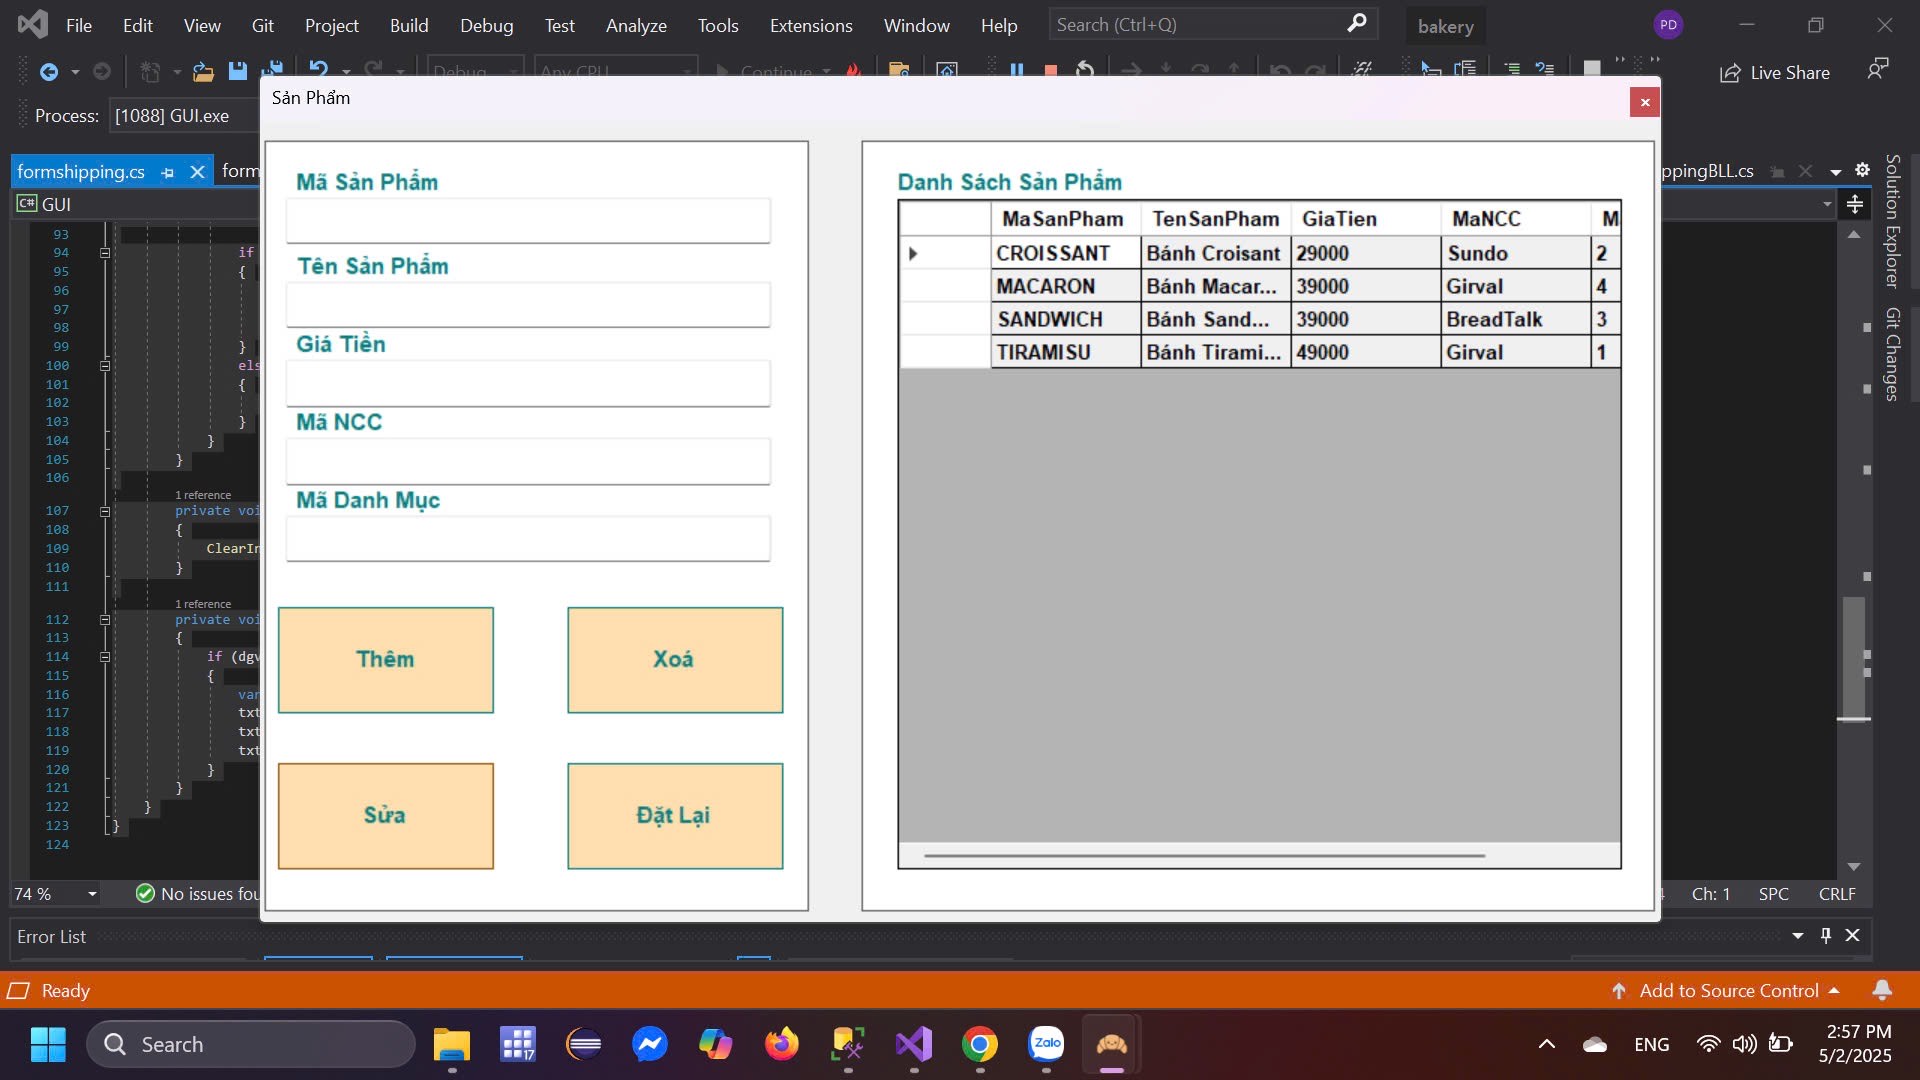 File Edit View Git Project Build Debug Test Analyze Tools Extensions Window Help Search (Ctrl+Q) bakery PD
Debug Any CPU Continue Live Share
Process: [1088] GUI.exe
Sản Phẩm
formshipping.cs form
ppingBLL.cs
GUI
Solution Explorer
Git Changes
93
94 if
95 {
96
97
98
99 }
100 els
101 {
102
103 }
104 }
105 }
106
1 reference
107 private voi
108 {
109 ClearIn
110 }
111
1 reference
112 private voi
113 {
114 if (dgv
115 {
116 var
117 txt
118 txt
119 txt
120 }
121 }
122 }
123 }
124
Mã Sản Phẩm
Tên Sản Phẩm
Giá Tiền
Mã NCC
Mã Danh Mục
Thêm Xoá
Sửa Đặt Lại
Danh Sách Sản Phẩm
MaSanPham TenSanPham GiaTien MaNCC M
CROISSANT Bánh Croisant 29000 Sundo 2
MACARON Bánh Macar... 39000 Girval 4
SANDWICH Bánh Sand... 39000 BreadTalk 3
TIRAMISU Bánh Tirami... 49000 Girval 1
74 % No issues fou
Ch: 1 SPC CRLF
Error List
Ready Add to Source Control
Search 17 Zalo ENG 2:57 PM
5/2/2025